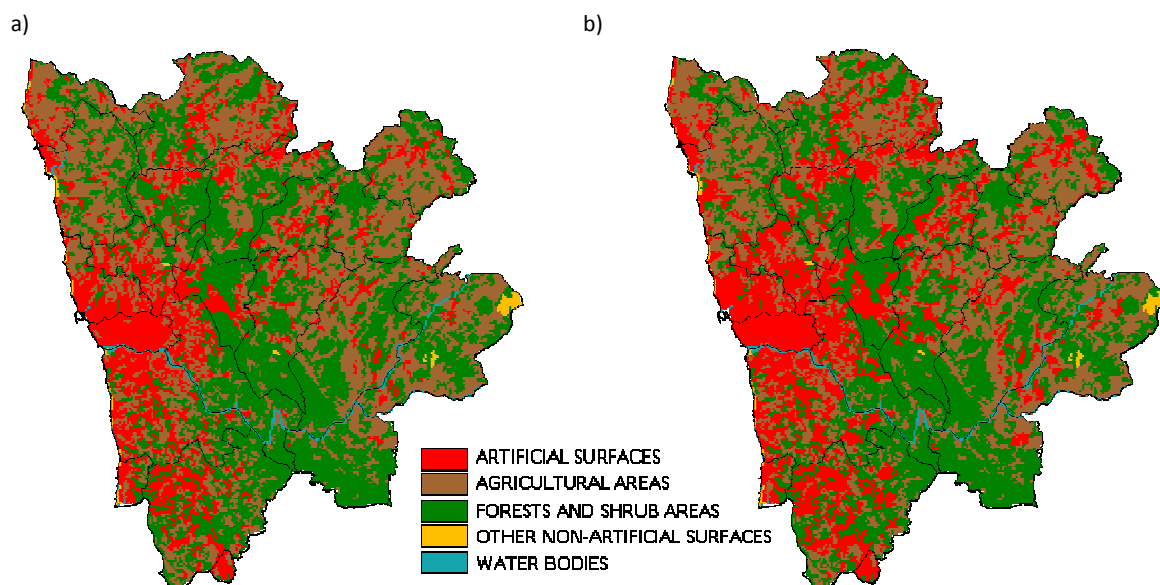 a)
b)
ARTIFICIAL SURFACES
AGRICULTURAL AREAS
FORESTS AND SHRUB AREAS
OTHER NON-ARTIFICIAL SURFACES
WATER BODIES